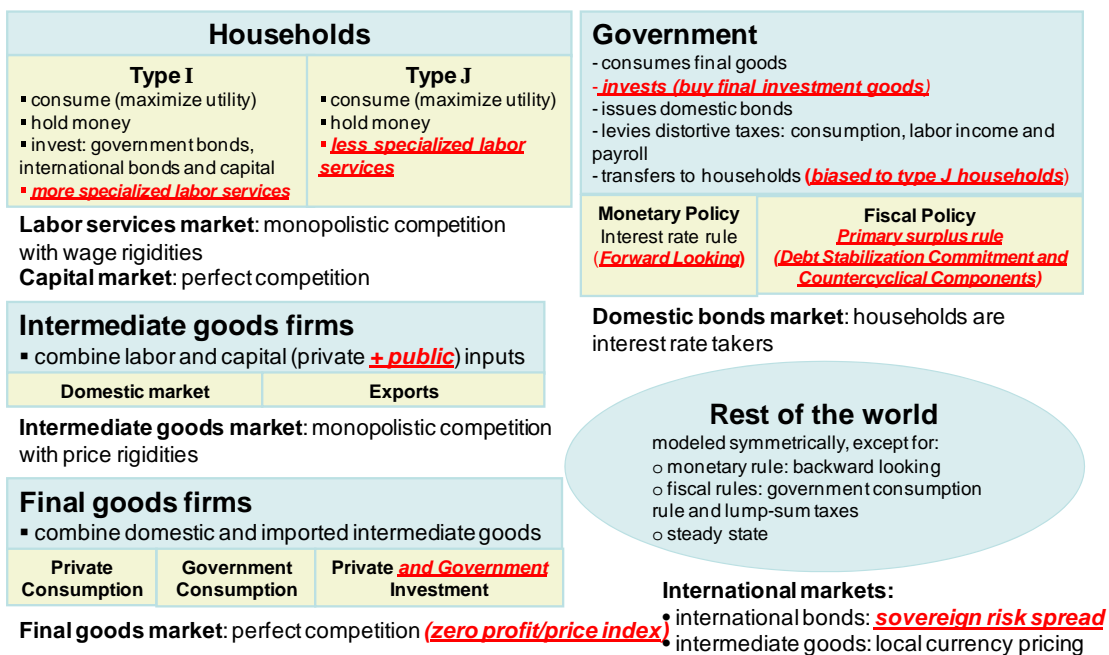 Households
Type I
▪ consume (maximize utility)
▪ hold money
▪ invest: government bonds,
international bonds and capital
▪ more specialized labor services
Type J
▪ consume (maximize utility)
▪ hold money
▪ less specialized labor
services
Labor services market: monopolistic competition
with wage rigidities
Capital market: perfect competition
Intermediate goods firms
▪ combine labor and capital (private + public) inputs
Domestic market
Exports
Intermediate goods market: monopolistic competition
with price rigidities
Final goods firms
▪ combine domestic and imported intermediate goods
Private
Consumption
Government
Consumption
Private and Government
Investment
Final goods market: perfect competition (zero profit/price index)
Government
- consumes final goods
- invests (buy final investment goods)
- issues domestic bonds
- levies distortive taxes: consumption, labor income and
payroll
- transfers to households (biased to type J households)
Monetary Policy
Interest rate rule
(Forward Looking)
Fiscal Policy
Primary surplus rule
(Debt Stabilization Commitment and
Countercyclical Components)
Domestic bonds market: households are
interest rate takers
Rest of the world
modeled symmetrically, except for:
o monetary rule: backward looking
o fiscal rules: government consumption
rule and lump-sum taxes
o steady state
International markets:
• international bonds: sovereign risk spread
• intermediate goods: local currency pricing